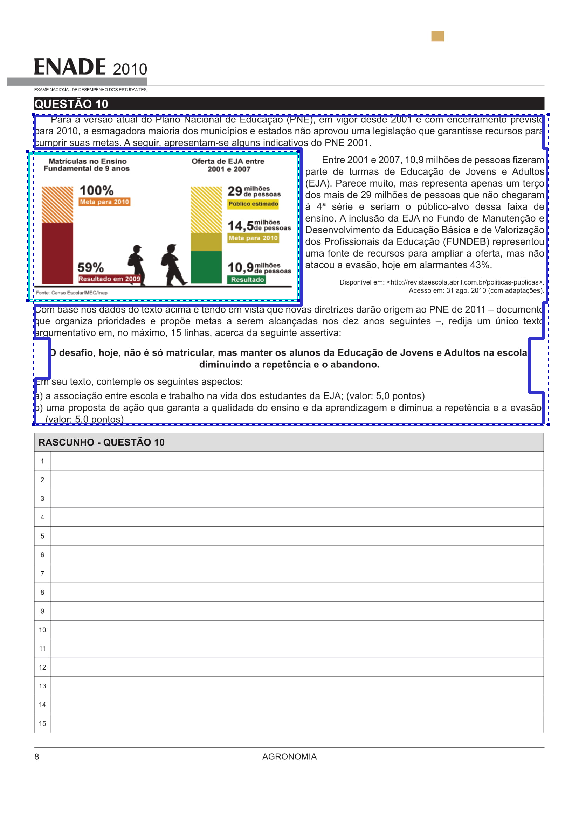 ENADE 2010
EXAME NACIONAL DE DESEMPENHO DOS ESTUDANTES
QUESTÃO 10
Para a versão atual do Plano Nacional de Educação (PNE), em vigor desde 2001 e com encerramento previsto
para 2010, a esmagadora maioria dos municípios e estados não aprovou uma legislação que garantisse recursos para
cumprir suas metas. A seguir, apresentam-se alguns indicativos do PNE 2001.
Matrículas no Ensino
Fundamental de 9 anos
100%
Meta para 2010
59%
Resultado em 2009
Fonte: Censo Escolar/MEC/Inep
Oferta de EJA entre
2001 e 2007
29 milhões
de pessoas
Público estimado
14,5 milhões
de pessoas
Meta para 2010
10,9 milhões
de pessoas
Resultado
Entre 2001 e 2007, 10,9 milhões de pessoas fizeram
parte de turmas de Educação de Jovens e Adultos
(EJA). Parece muito, mas representa apenas um terço
dos mais de 29 milhões de pessoas que não chegaram
à 4ª série e seriam o público-alvo dessa faixa de
ensino. A inclusão da EJA no Fundo de Manutenção e
Desenvolvimento da Educação Básica e de Valorização
dos Profissionais da Educação (FUNDEB) representou
uma fonte de recursos para ampliar a oferta, mas não
atacou a evasão, hoje em alarmantes 43%.
Disponível em: <http://revistaescola.abril.com.br/politicas-publicas>.
Acesso em: 31 ago. 2010 (com adaptações).
Com base nos dados do texto acima e tendo em vista que novas diretrizes darão origem ao PNE de 2011 – documento
que organiza prioridades e propõe metas a serem alcançadas nos dez anos seguintes –, redija um único texto
argumentativo em, no máximo, 15 linhas, acerca da seguinte assertiva:
O desafio, hoje, não é só matricular, mas manter os alunos da Educação de Jovens e Adultos na escola,
diminuindo a repetência e o abandono.
Em seu texto, contemple os seguintes aspectos:
a) a associação entre escola e trabalho na vida dos estudantes da EJA; (valor: 5,0 pontos)
b) uma proposta de ação que garanta a qualidade do ensino e da aprendizagem e diminua a repetência e a evasão.
(valor: 5,0 pontos)
RASCUNHO - QUESTÃO 10
1
2
3
4
5
6
7
8
9
10
11
12
13
14
15
8
AGRONOMIA